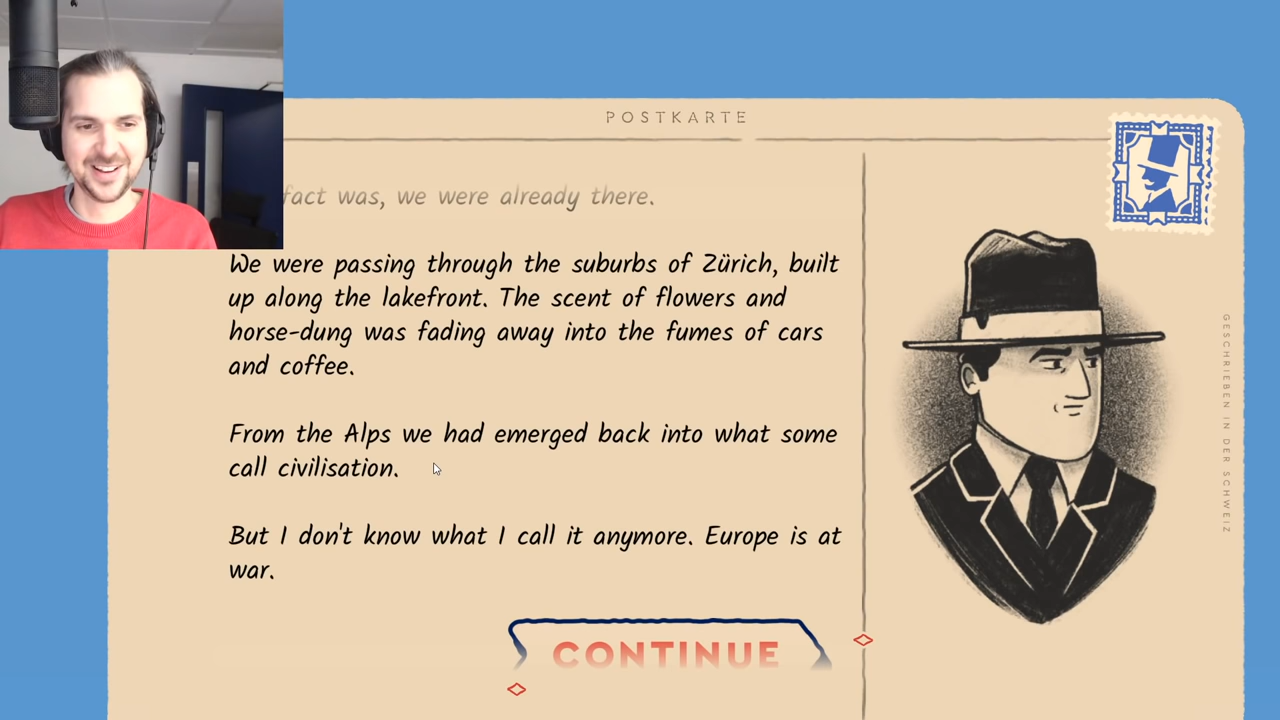 POSTKARTE
fact was, we were already there.
We were passing through the suburbs of Zürich, built
up along the lakefront. The scent of flowers and
horse-dung was fading away into the fumes of cars
and coffee.
From the Alps we had emerged back into what some
call civilisation.
But I don't know what I call it anymore. Europe is at
war.
CONTINUE
GESCHRIEBEN IN DER SCHWEIZ